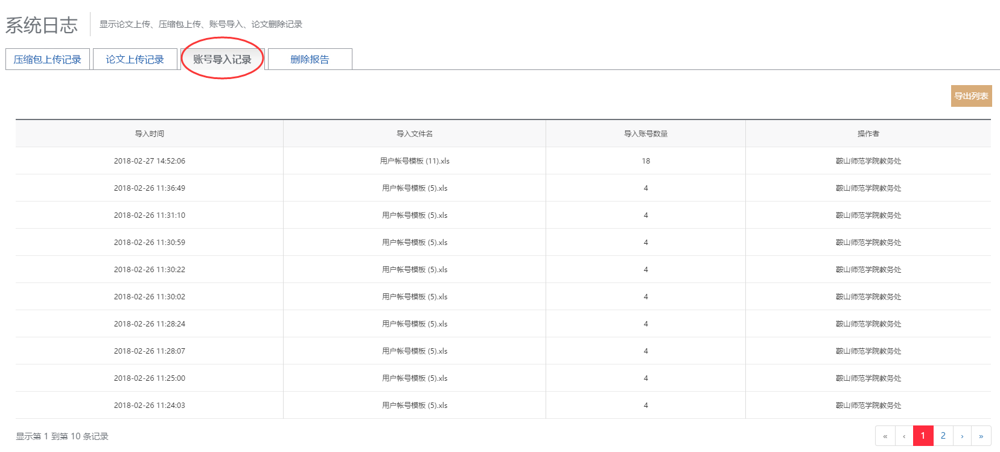 系统日志 显示论文上传、压缩包上传、账号导入、论文删除记录
压缩包上传记录 论文上传记录 账号导入记录 删除报告
导出列表
导入时间 导入文件名 导入账号数量 操作者
2018-02-27 14:52:06 用户帐号模板 (11).xls 18 鞍山师范学院教务处
2018-02-26 11:36:49 用户帐号模板 (5).xls 4 鞍山师范学院教务处
2018-02-26 11:31:10 用户帐号模板 (5).xls 4 鞍山师范学院教务处
2018-02-26 11:30:59 用户帐号模板 (5).xls 4 鞍山师范学院教务处
2018-02-26 11:30:22 用户帐号模板 (5).xls 4 鞍山师范学院教务处
2018-02-26 11:30:02 用户帐号模板 (5).xls 4 鞍山师范学院教务处
2018-02-26 11:28:24 用户帐号模板 (5).xls 4 鞍山师范学院教务处
2018-02-26 11:28:07 用户帐号模板 (5).xls 4 鞍山师范学院教务处
2018-02-26 11:25:00 用户帐号模板 (5).xls 4 鞍山师范学院教务处
2018-02-26 11:24:03 用户帐号模板 (5).xls 4 鞍山师范学院教务处
显示第 1 到第 10 条记录 « ‹ 1 2 › »